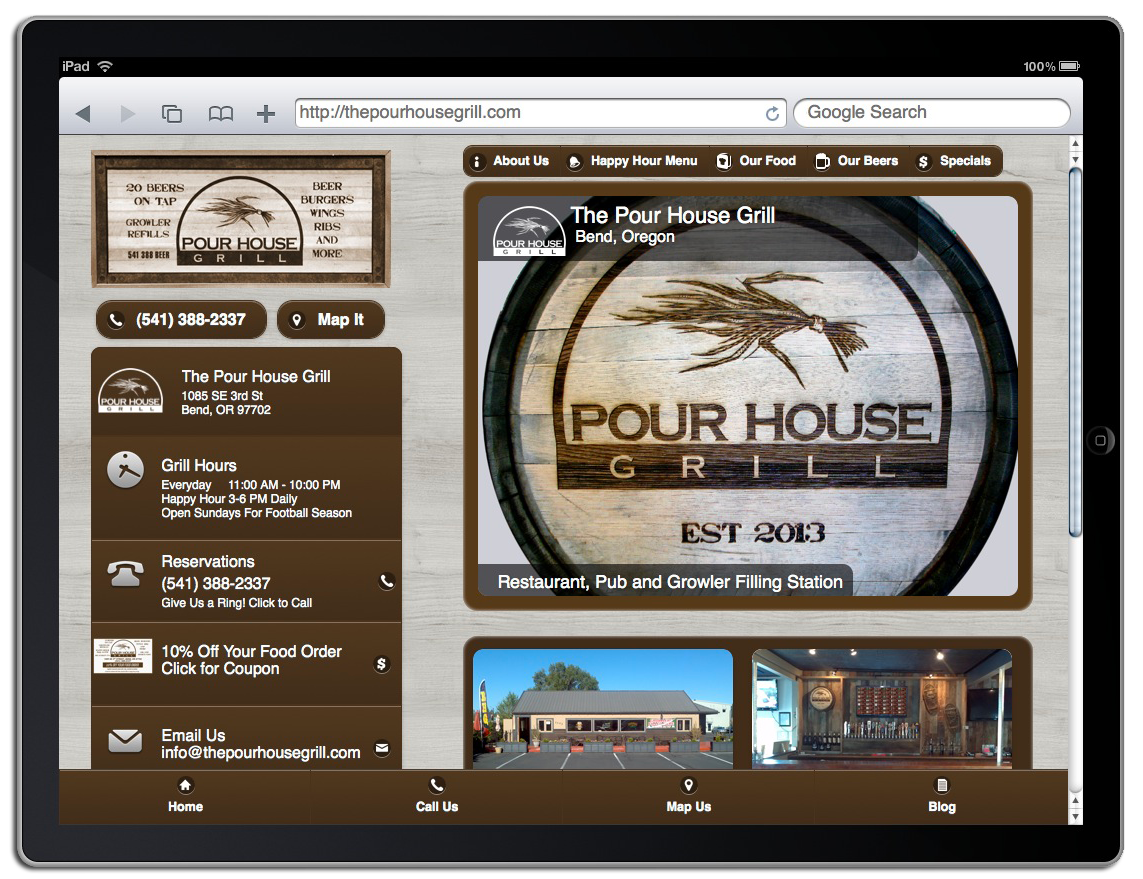 iPad
100%
http://thepourhousegrill.com
Google Search
20 BEERS
ON TAP
GROWLER
REFILLS
541 388 BEER
POUR HOUSE
GRILL
BEER
BURGERS
WINGS
RIBS
AND
MORE
(541) 388-2337
Map It
POUR HOUSE
GRILL
The Pour House Grill
1085 SE 3rd St
Bend, OR 97702
Grill Hours
Everyday 11:00 AM - 10:00 PM
Happy Hour 3-6 PM Daily
Open Sundays For Football Season
Reservations
(541) 388-2337
Give Us a Ring! Click to Call
10% Off Your Food Order
Click for Coupon
$
Email Us
info@thepourhousegrill.com
About Us
Happy Hour Menu
Our Food
Our Beers
$ Specials
POUR HOUSE
GRILL
The Pour House Grill
Bend, Oregon
POUR HOUSE
GRILL
EST 2013
Restaurant, Pub and Growler Filling Station
Home
Call Us
Map Us
Blog